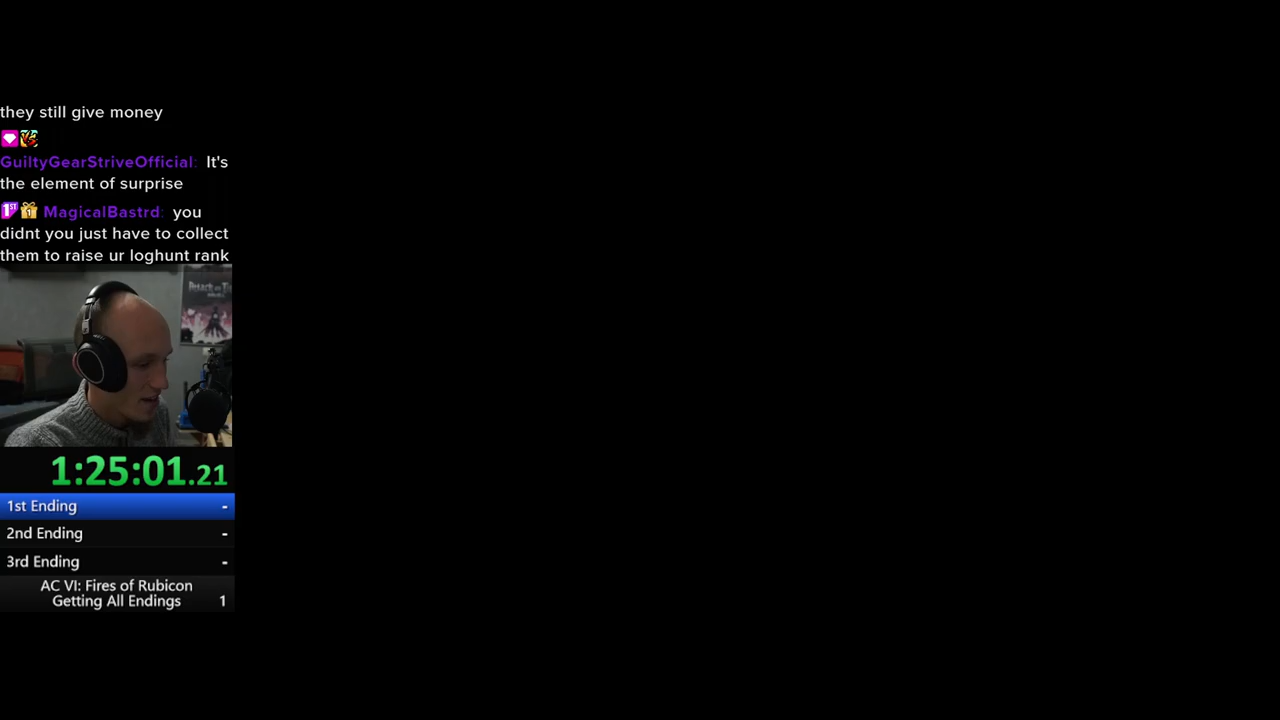 they still give money
GuiltyGearStriveOfficial: It's
the element of surprise
1ST 1 MagicalBastrd: you
didnt you just have to collect
them to raise ur loghunt rank
1:25:01.21
1st Ending -
2nd Ending -
3rd Ending -
AC VI: Fires of Rubicon
Getting All Endings 1